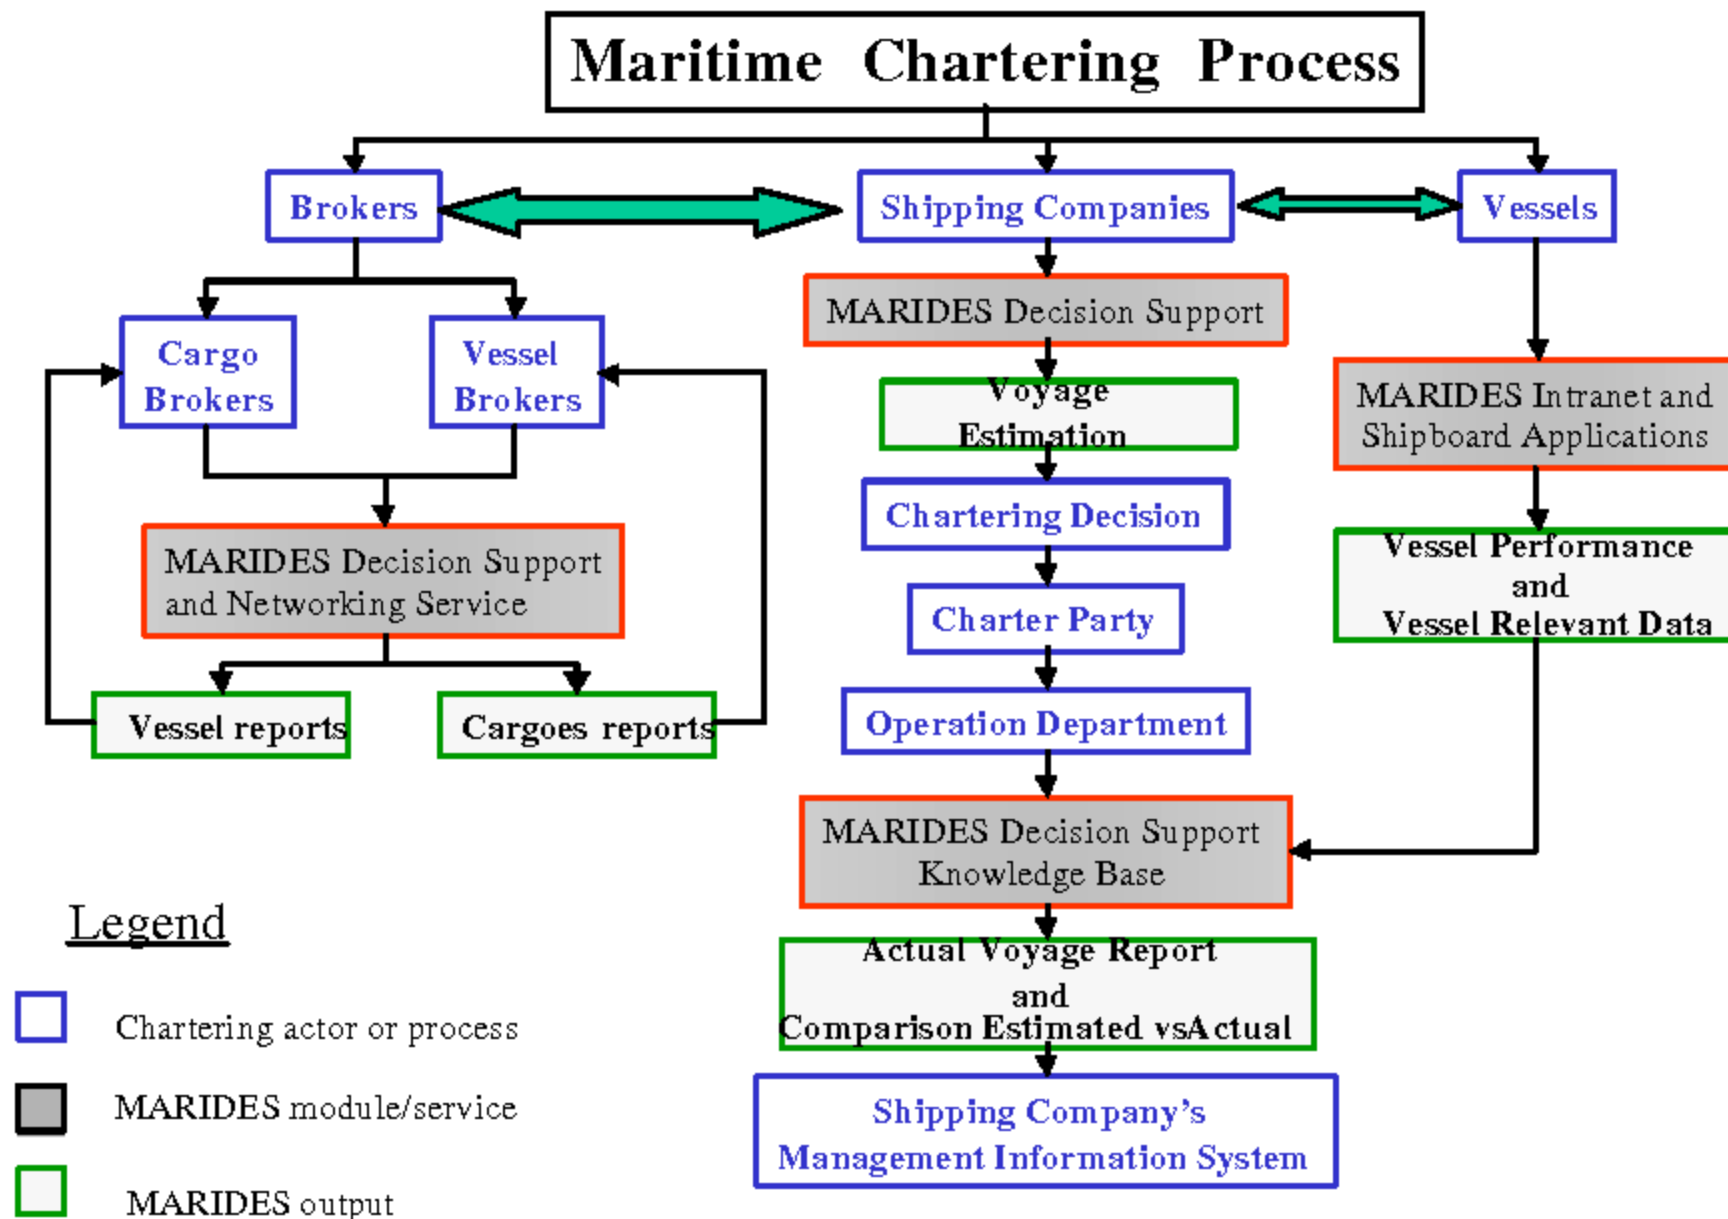 Maritime Chartering Process
Brokers
Shipping Companies
Vessels
Cargo
Brokers
Vessel
Brokers
MARIDES Decision Support
and Networking Service
Vessel reports
Cargoes reports
MARIDES Decision Support
Voyage
Estimation
Chartering Decision
Charter Party
Operation Department
MARIDES Decision Support
Knowledge Base
Actual Voyage Report
and
Comparison Estimated vsActual
Shipping Company's
Management Information System
MARIDES Intranet and
Shipboard Applications
Vessel Performance
and
Vessel Relevant Data
Legend
Chartering actor or process
MARIDES module/service
MARIDES output